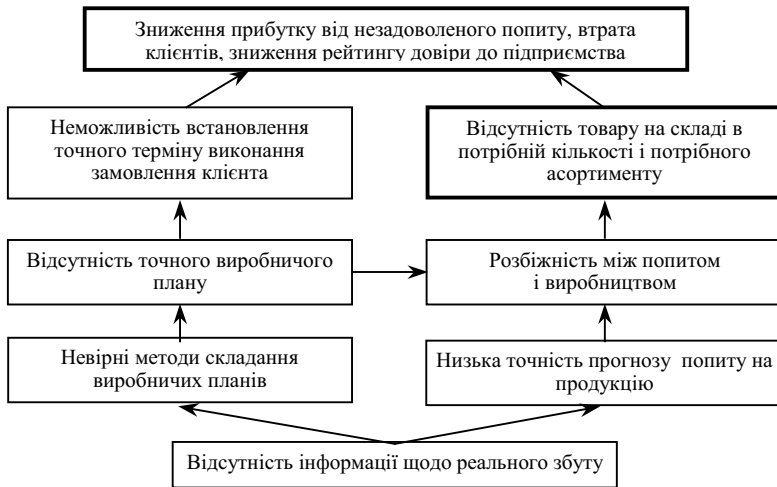 Зниження прибутку від незадоволеного попиту, втрата
клієнтів, зниження рейтингу довіри до підприємства
Неможливість встановлення
точного терміну виконання
замовлення клієнта
Відсутність товару на складі в
потрібній кількості і потрібного
асортименту
Відсутність точного виробничого
плану
Розбіжність між попитом
і виробництвом
Невірні методи складання
виробничих планів
Низька точність прогнозу попиту на
продукцію
Відсутність інформації щодо реального збуту